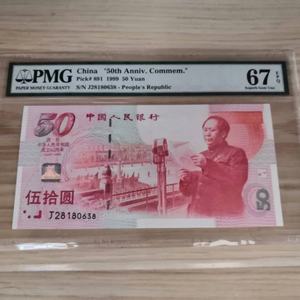 PMG
PAPER MONEY GUARANTY
China "50th Anniv. Commem."
Pick# 891 1999 50 Yuan
S/N J28180638 - People's Republic
67 EPQ
Superb Gem Unc
50
中国人民银行
伍拾圆
J28180638